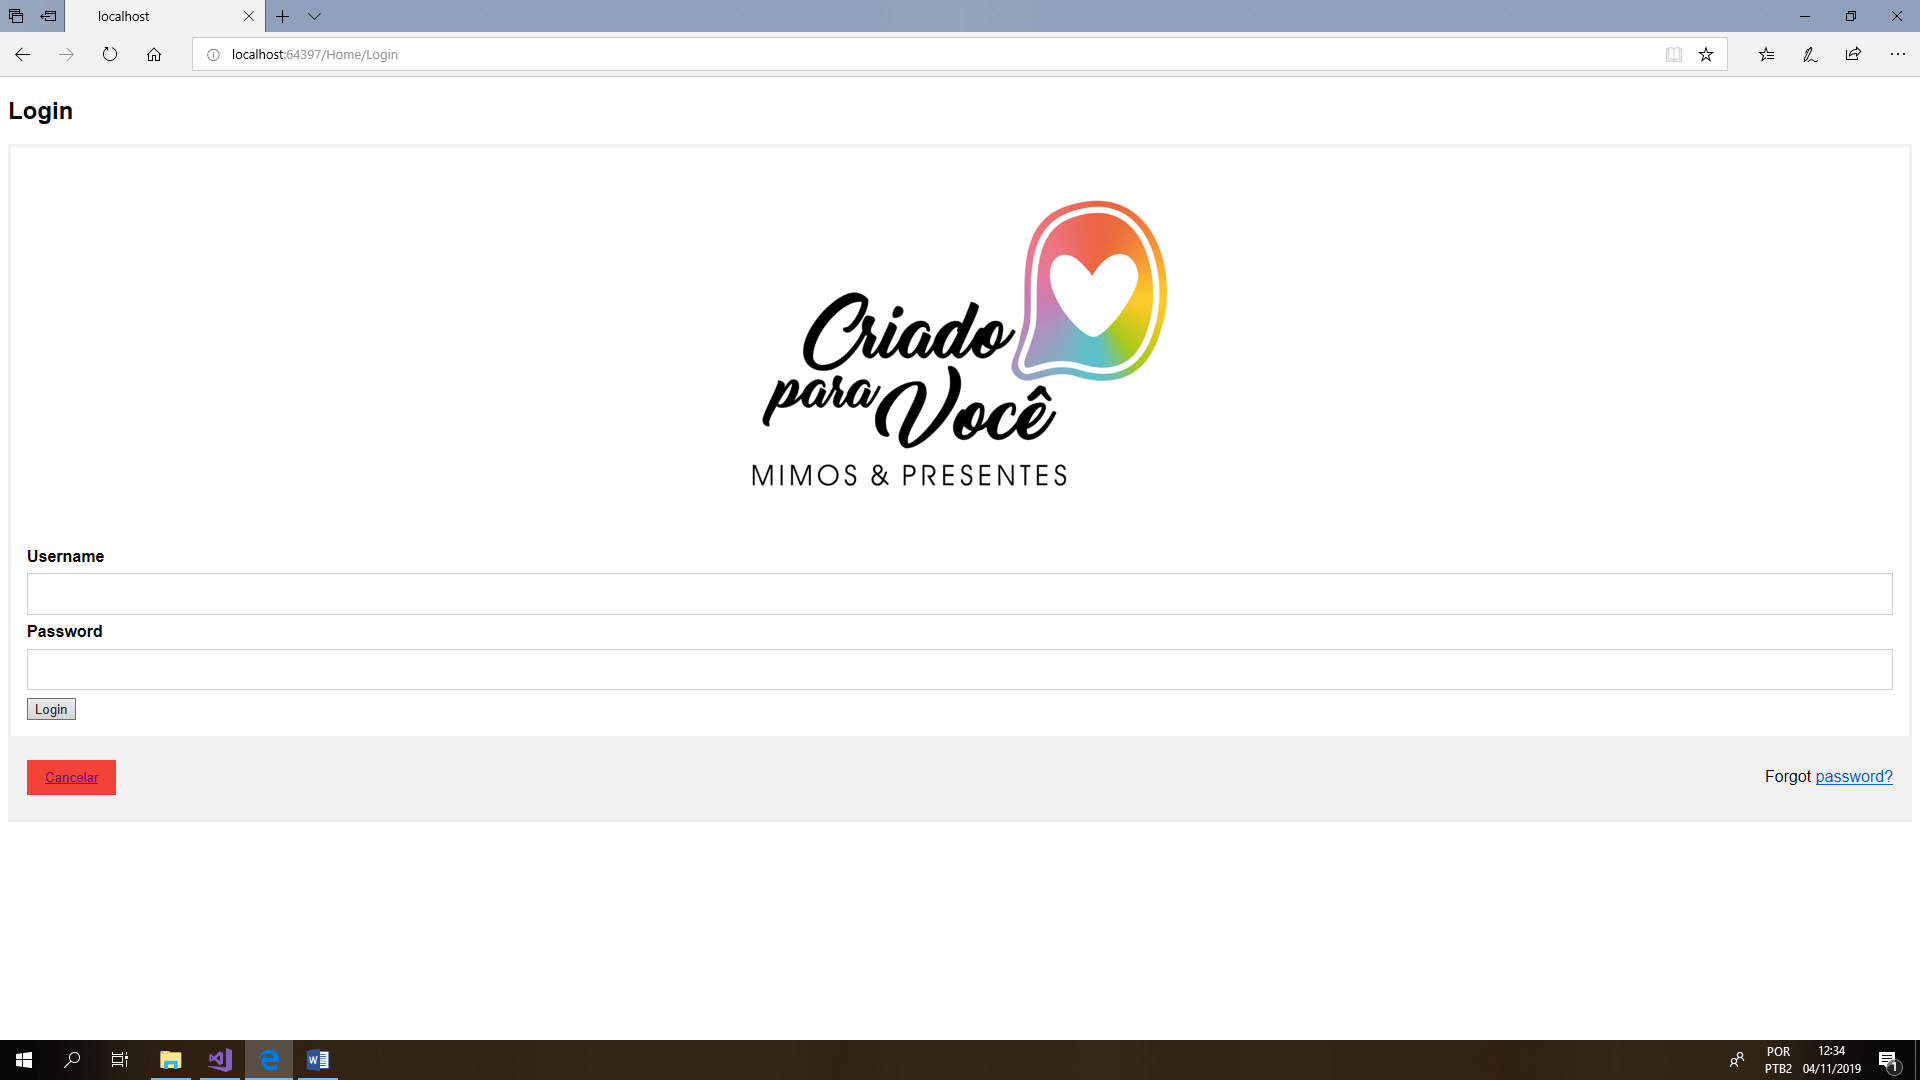 localhost
localhost:64397/Home/Login
Login
Criado
para Você
MIMOS & PRESENTES
Username
Password
Login
Cancelar
Forgot password?
POR
PTB2
12:34
04/11/2019
1